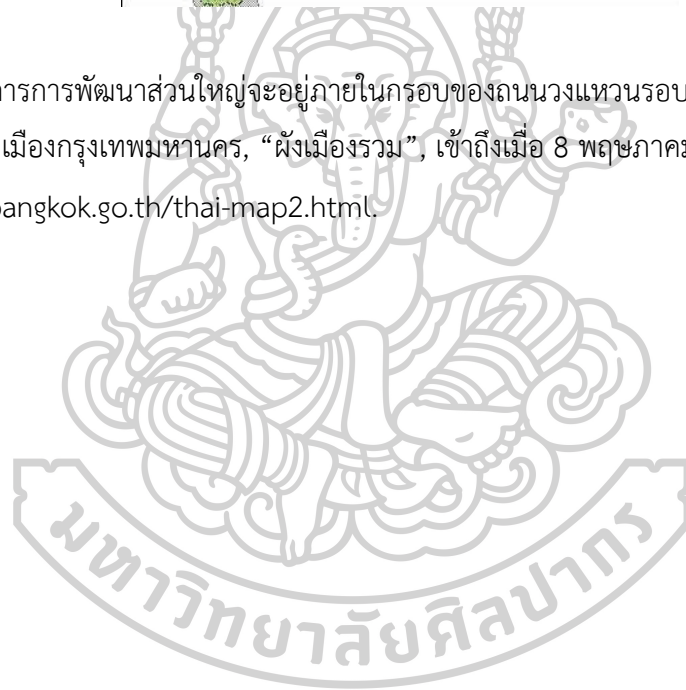 ารการพัฒนาส่วนใหญ่จะอยู่ภายในกรอบของถนนวงแหวนรอบ
เมืองกรุงเทพมหานคร, “ผังเมืองรวม”, เข้าถึงเมื่อ 8 พฤษภาคม
bangkok.go.th/thai-map2.html.
มหาวิทยาลัยศิลปากร